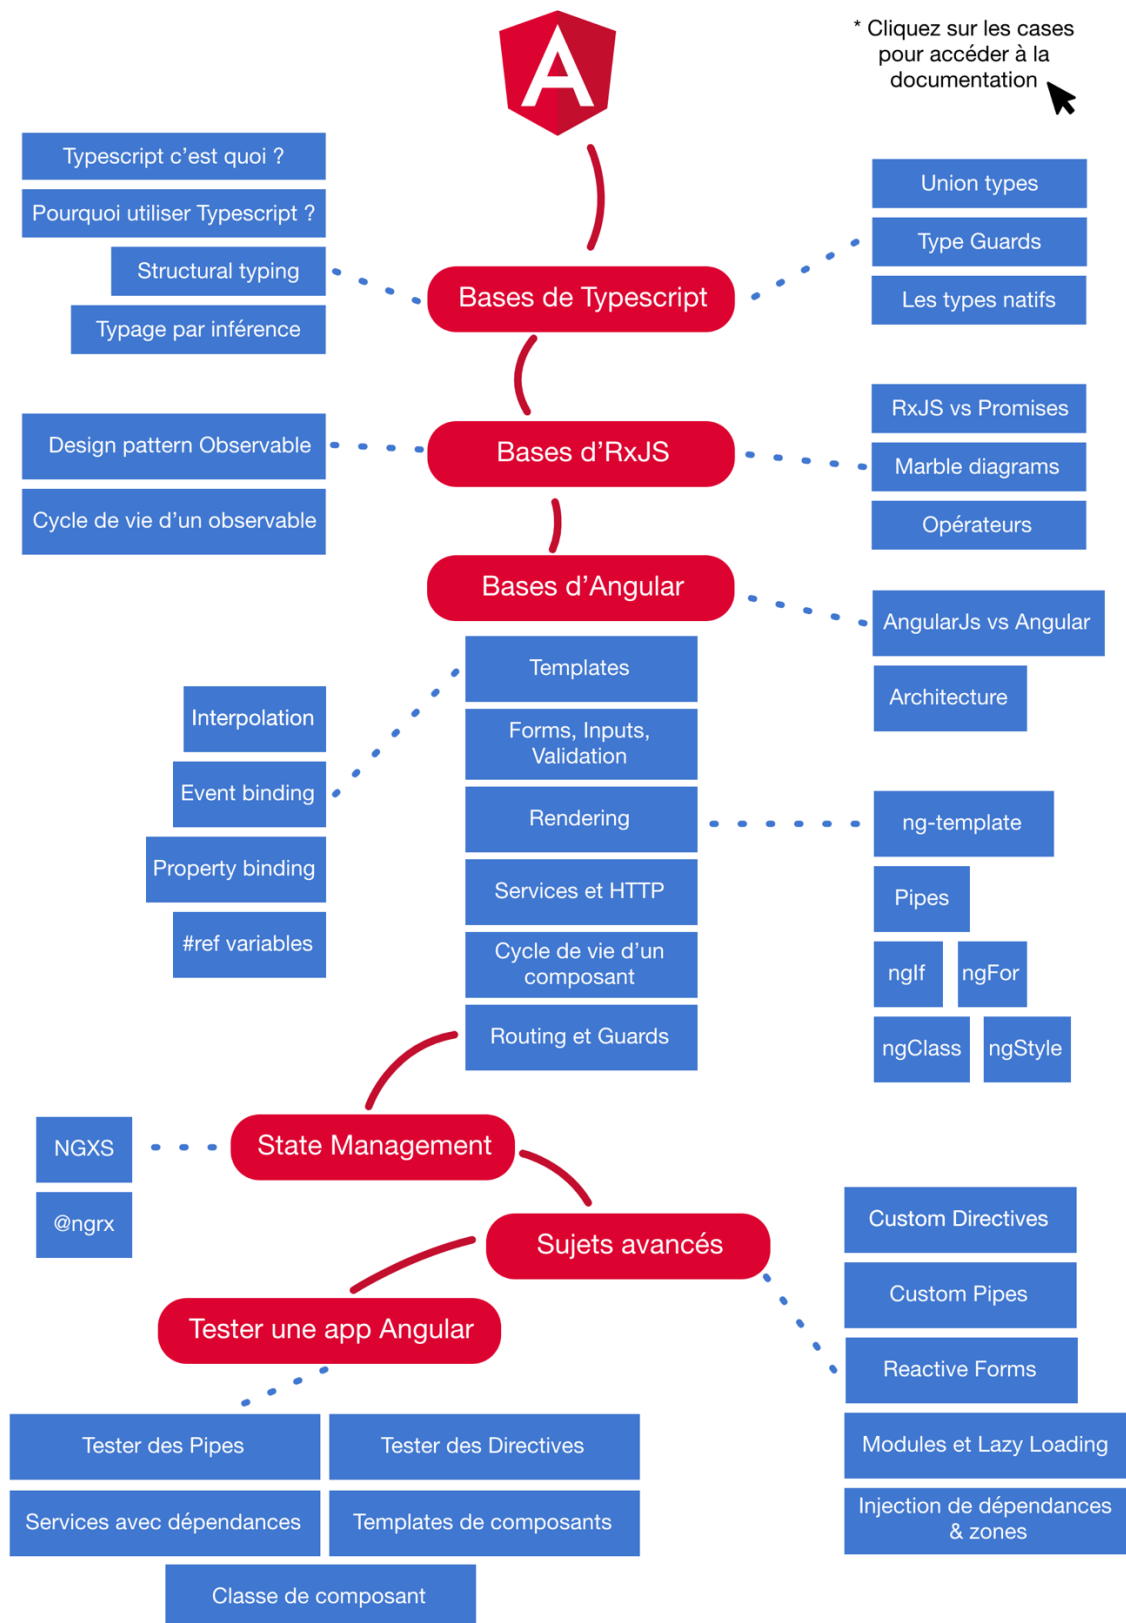 A
* Cliquez sur les cases
pour accéder à la
documentation
Typescript c'est quoi ?
Pourquoi utiliser Typescript ?
Structural typing
Typage par inférence
Bases de Typescript
Union types
Type Guards
Les types natifs
Design pattern Observable
Cycle de vie d'un observable
Bases d'RxJS
RxJS vs Promises
Marble diagrams
Opérateurs
Bases d'Angular
AngularJs vs Angular
Architecture
Templates
Forms, Inputs,
Validation
Rendering
Services et HTTP
Cycle de vie d'un
composant
Routing et Guards
Interpolation
Event binding
Property binding
#ref variables
ng-template
Pipes
ngIf
ngFor
ngClass
ngStyle
State Management
NGXS
@ngrx
Sujets avancés
Custom Directives
Custom Pipes
Reactive Forms
Modules et Lazy Loading
Injection de dépendances
& zones
Tester une app Angular
Tester des Pipes
Tester des Directives
Services avec dépendances
Templates de composants
Classe de composant